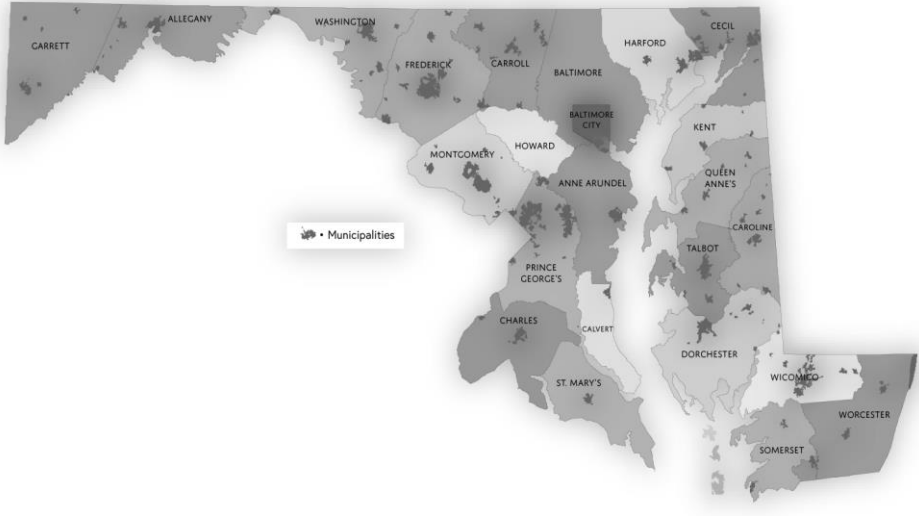 GARRETT
ALLEGANY
WASHINGTON
FREDERICK
CARROLL
BALTIMORE
HARFORD
CECIL
BALTIMORE
CITY
KENT
MONTGOMERY
HOWARD
ANNE ARUNDEL
QUEEN
ANNE'S
• Municipalities
CAROLINE
TALBOT
PRINCE
GEORGE'S
CHARLES
CALVERT
DORCHESTER
ST. MARY'S
WICOMICO
WORCESTER
SOMERSET